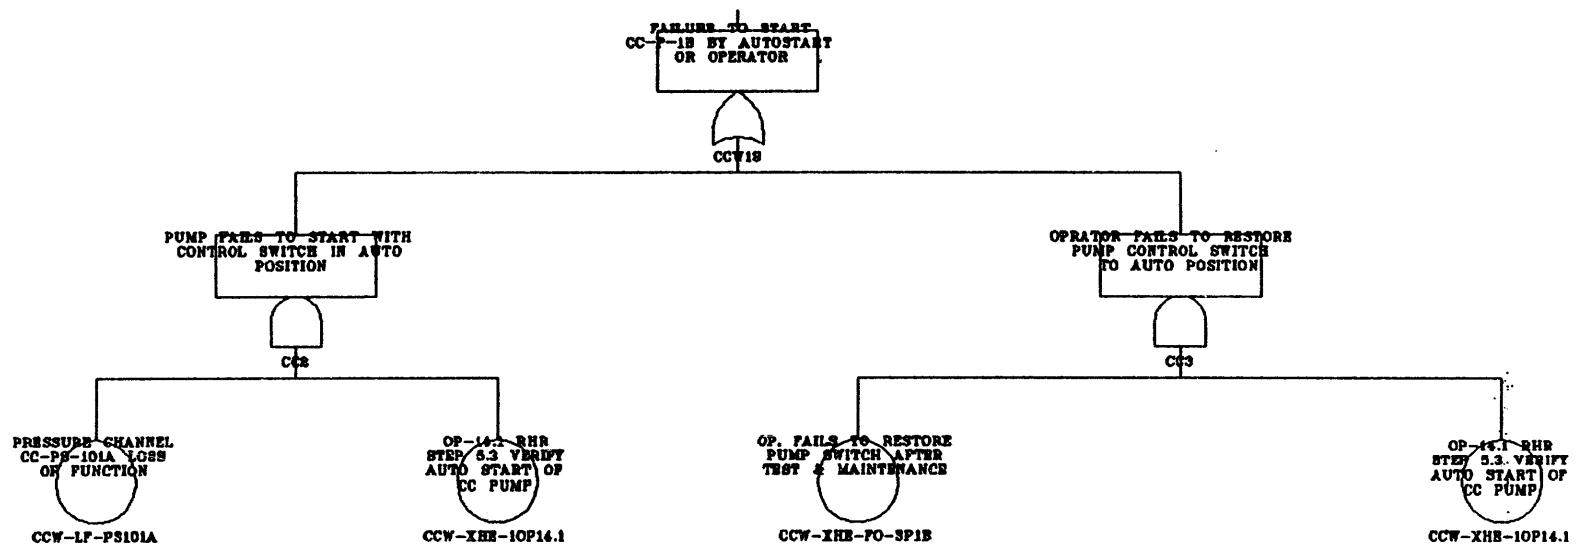 FAILURE TO START
CC-P-1B BY AUTOSTART
OR OPERATOR
CCW1S
PUMP FAILS TO START WITH
CONTROL SWITCH IN AUTO
POSITION
OPRATOR FAILS TO RESTORE
PUMP CONTROL SWITCH
TO AUTO POSITION
CC2
CC3
PRESSURE CHANNEL
CC-PS-101A LOSS
OF FUNCTION
CCW-LF-PS101A
OP-14.1 RHR
STEP 5.3 VERIFY
AUTO START OF
CC PUMP
CCW-XHE-1OP14.1
OP. FAILS TO RESTORE
PUMP SWITCH AFTER
TEST & MAINTENANCE
CCW-XHE-FO-SP1B
OP-14.1 RHR
STEP 5.3 VERIFY
AUTO START OF
CC PUMP
CCW-XHE-1OP14.1